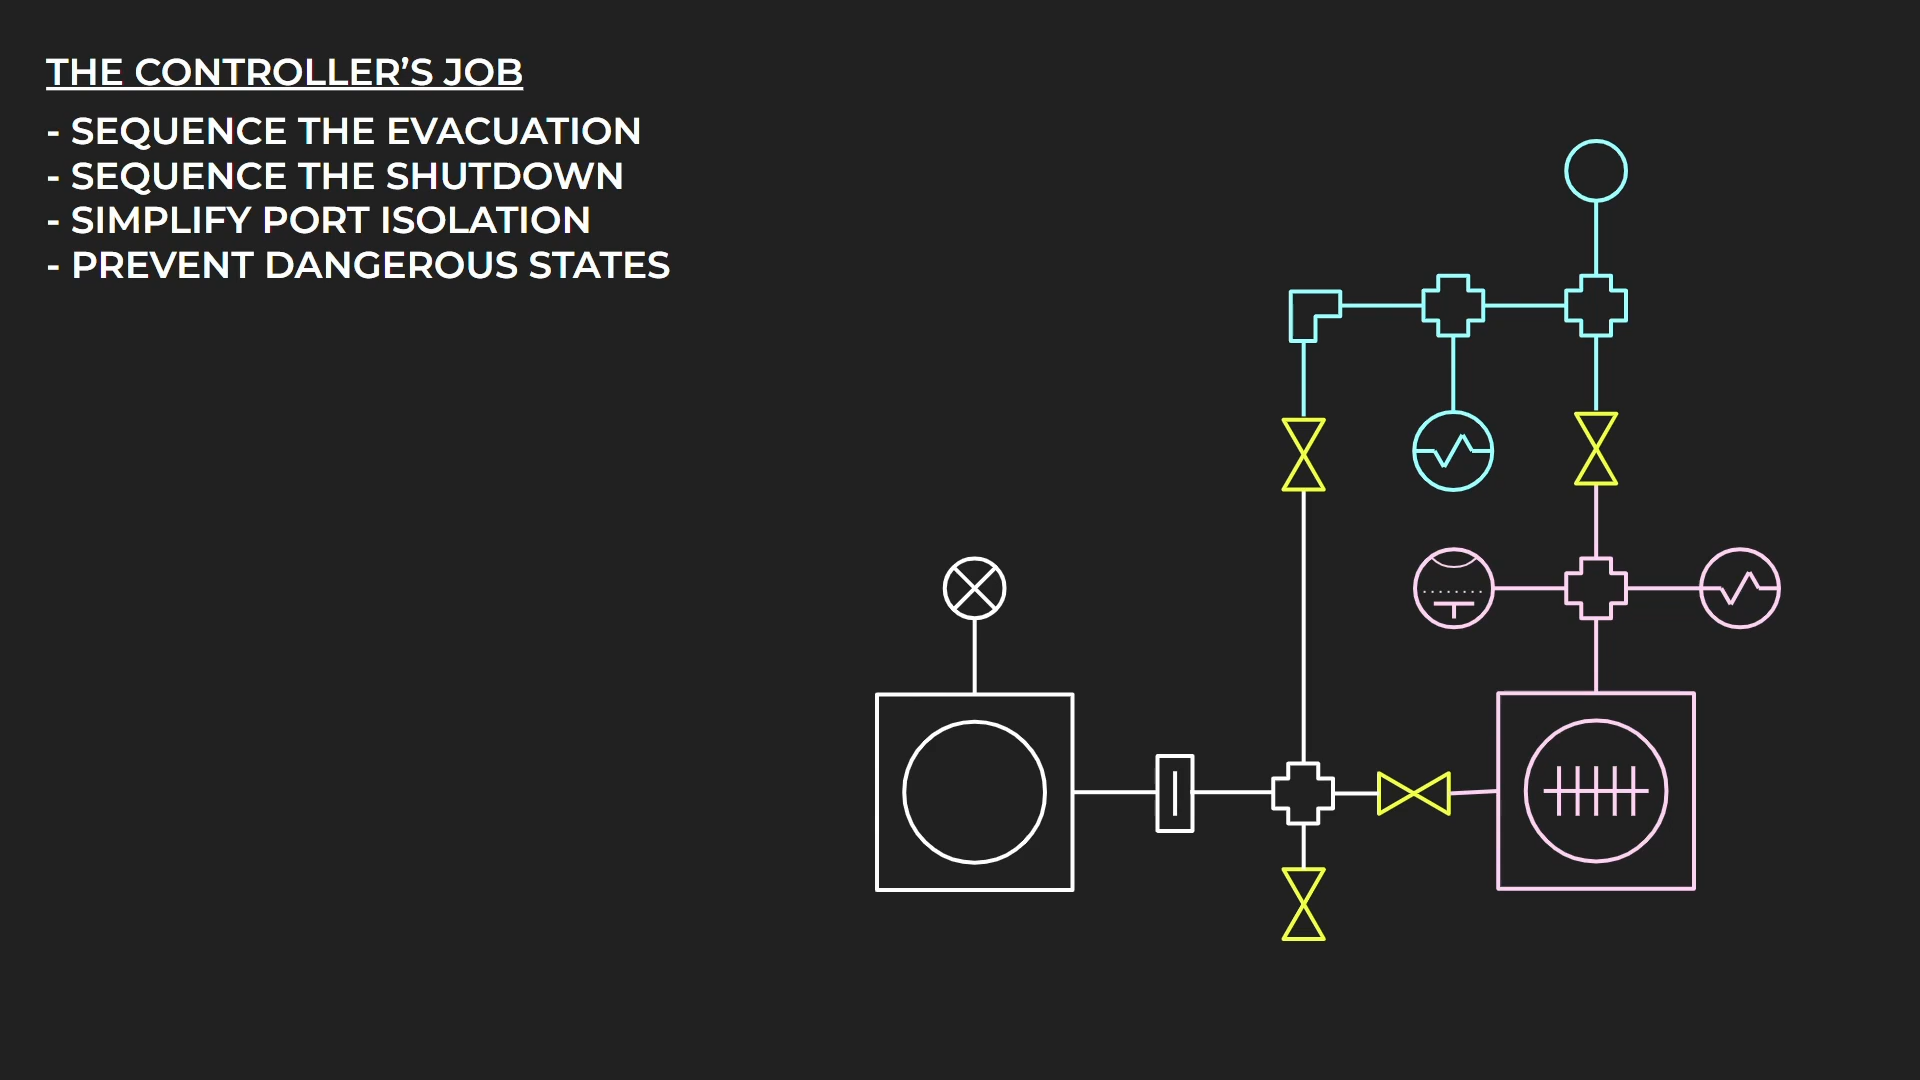 THE CONTROLLER’S JOB
- SEQUENCE THE EVACUATION
- SEQUENCE THE SHUTDOWN
- SIMPLIFY PORT ISOLATION
- PREVENT DANGEROUS STATES